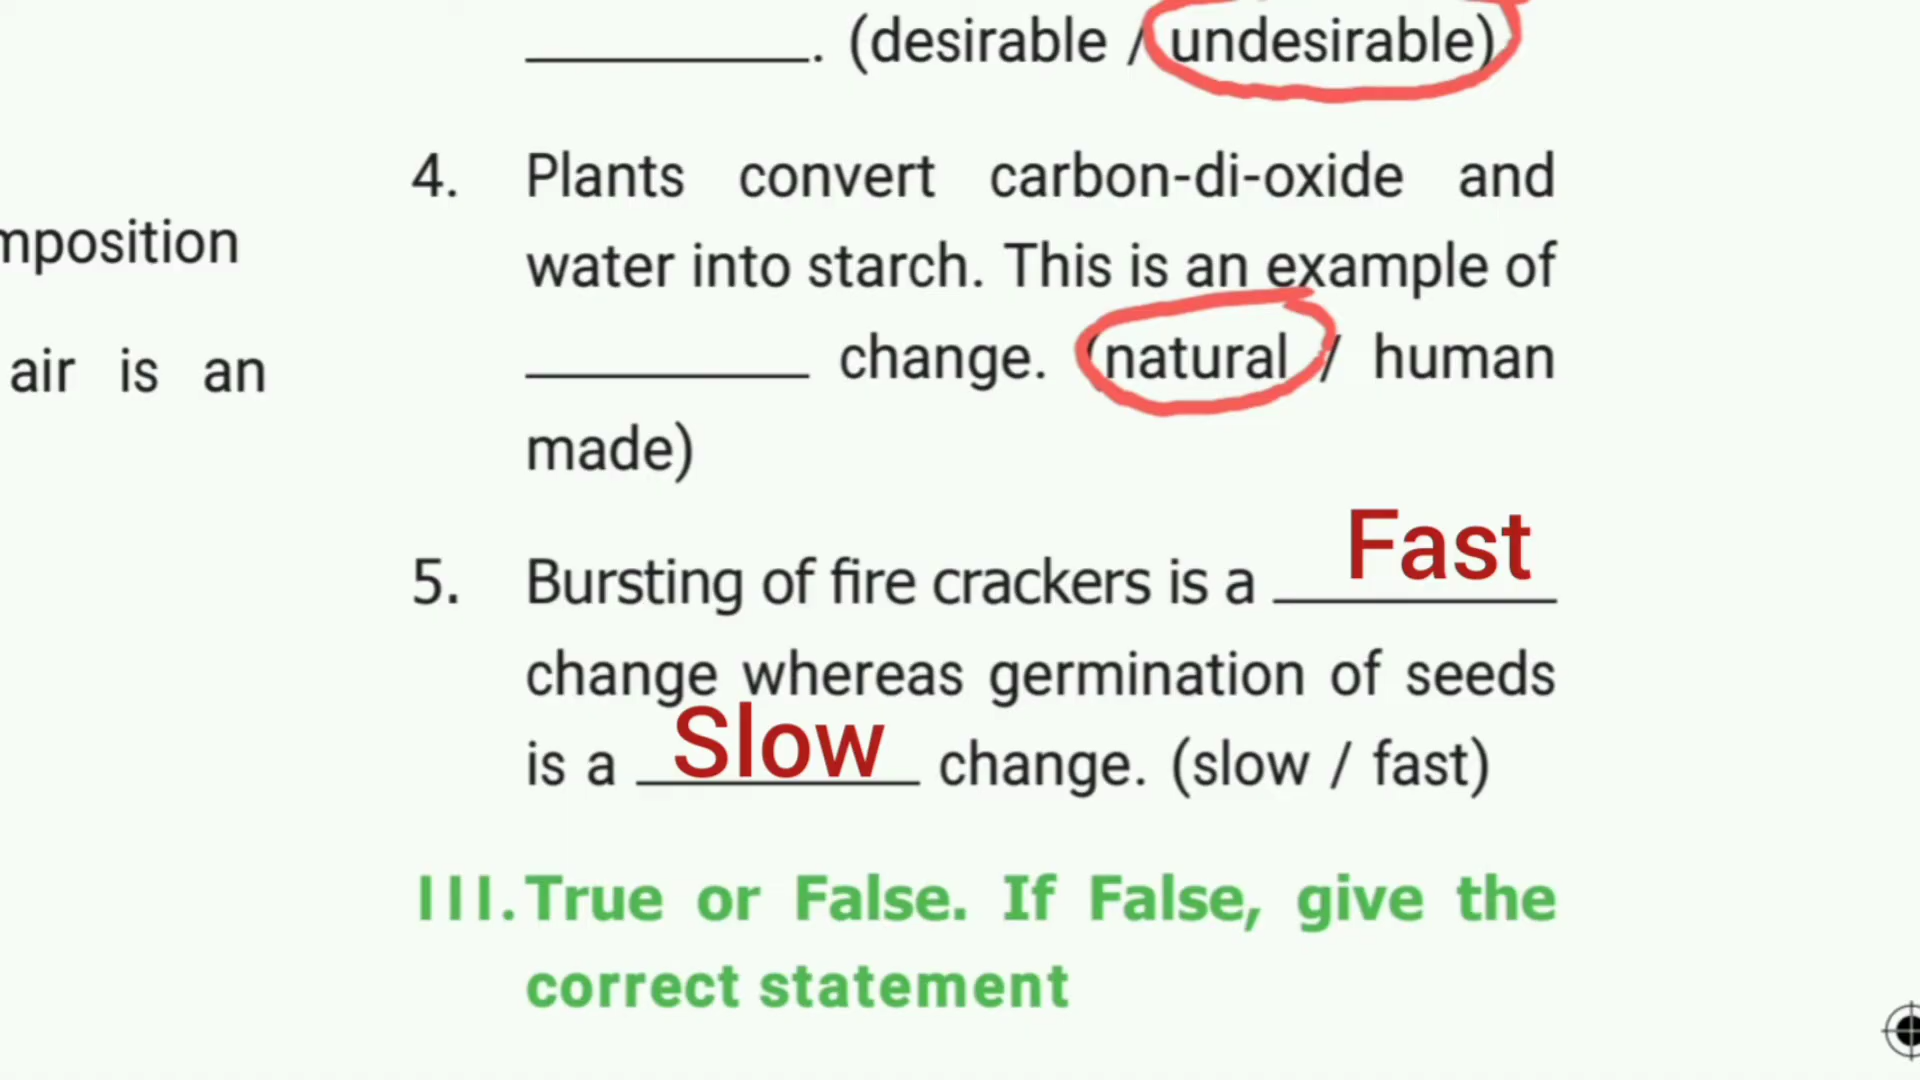 __________. (desirable / undesirable)
4. Plants convert carbon-di-oxide and
water into starch. This is an example of
__________ change. (natural / human
made)
mposition
air is an
5. Bursting of fire crackers is a Fast
change whereas germination of seeds
is a Slow change. (slow / fast)
III. True or False. If False, give the
correct statement